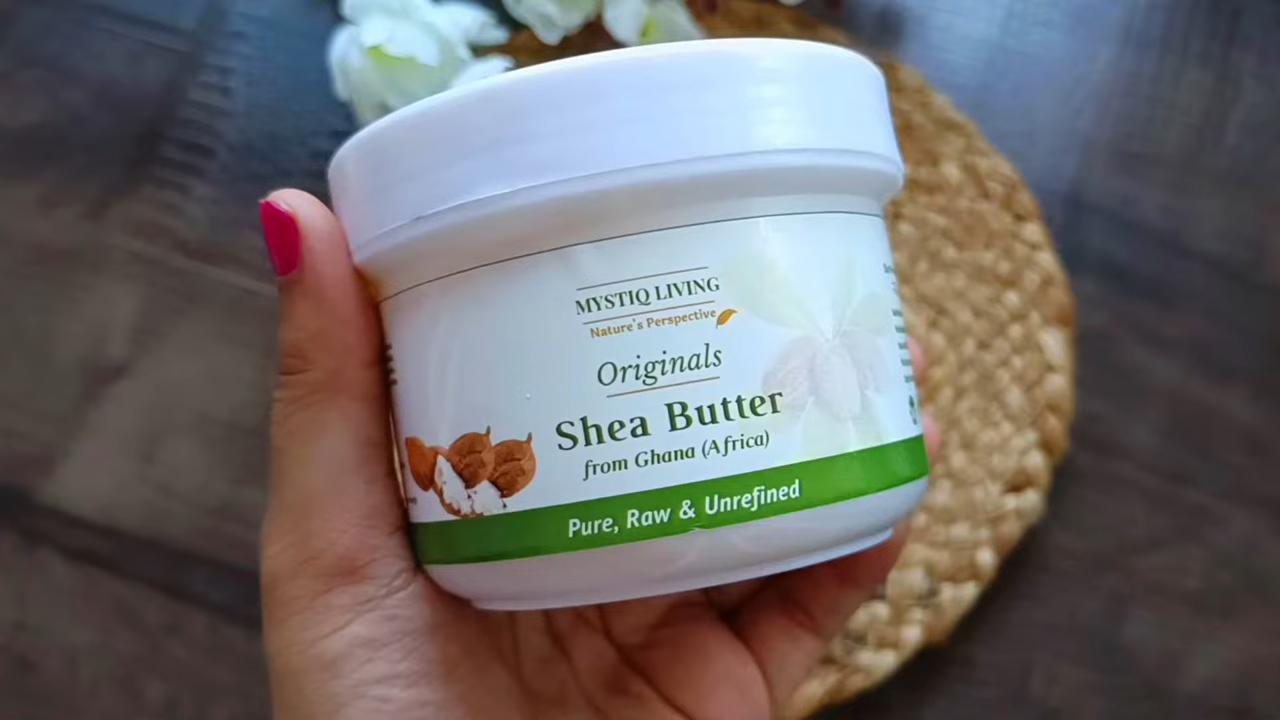 MYSTIQ LIVING
Nature's Perspective
Originals
Shea Butter
from Ghana (Africa)
Pure, Raw & Unrefined